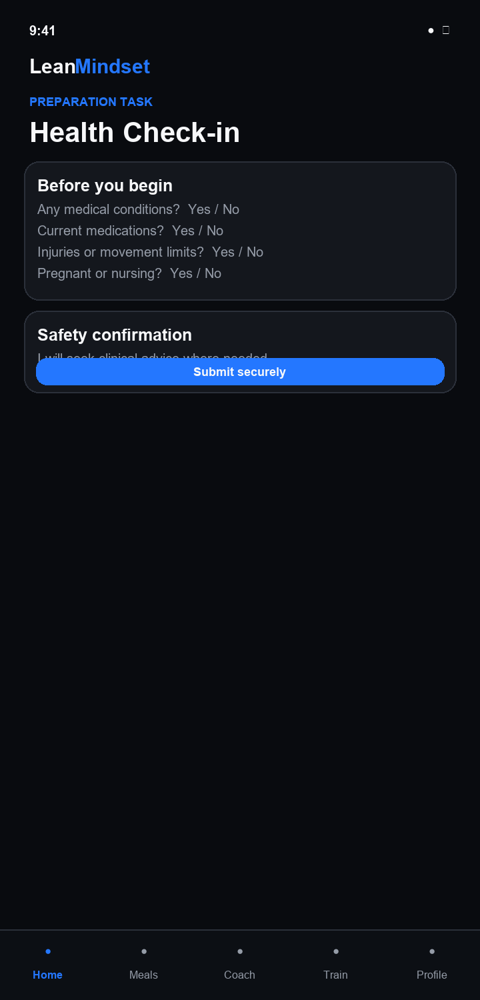 9:41
LeanMindset
PREPARATION TASK
Health Check-in
Before you begin
Any medical conditions?  Yes / No
Current medications?  Yes / No
Injuries or movement limits?  Yes / No
Pregnant or nursing?  Yes / No
Safety confirmation
I will seek clinical advice where needed
Submit securely
Home
Meals
Coach
Train
Profile